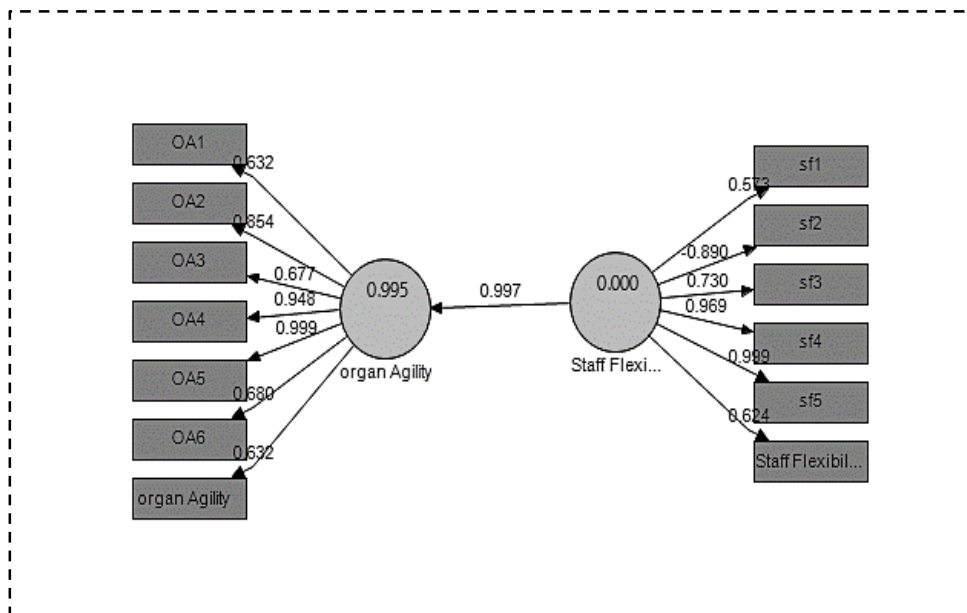 OA1
0.632
OA2
0.854
OA3
0.677
OA4
0.948
OA5
0.999
OA6
0.680
organ Agility
0.632
0.995
organ Agility
0.997
0.000
Staff Flexi...
sf1
0.573
sf2
-0.890
sf3
0.730
sf4
0.969
sf5
0.999
Staff Flexibil...
0.624